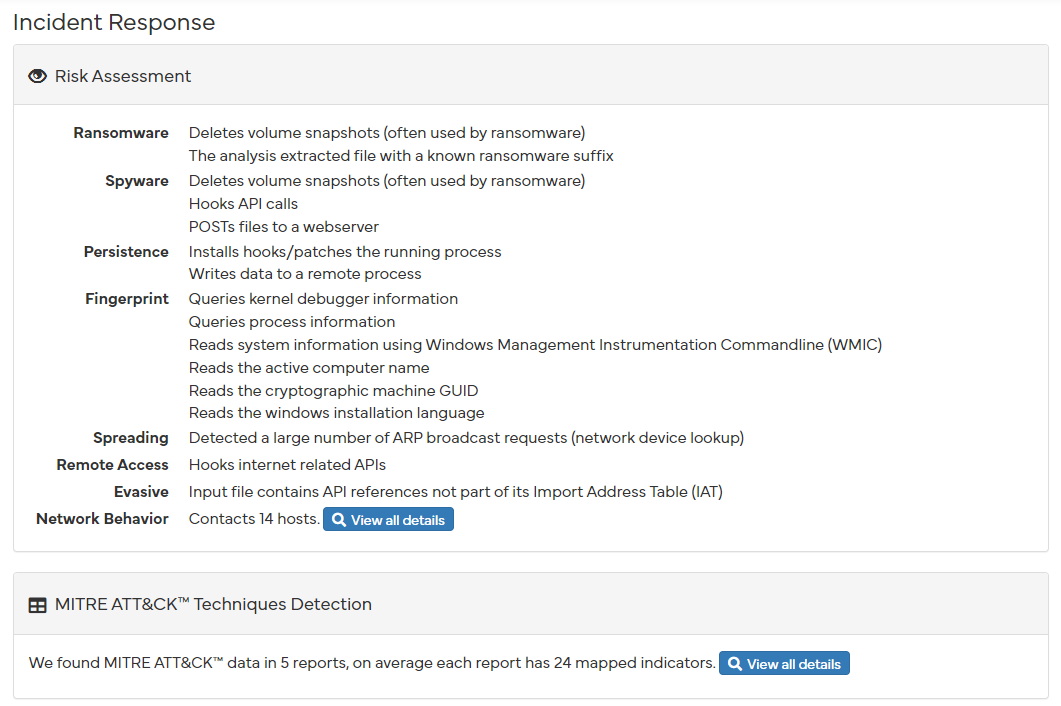 Incident Response
Risk Assessment
Ransomware Deletes volume snapshots (often used by ransomware)
The analysis extracted file with a known ransomware suffix
Spyware Deletes volume snapshots (often used by ransomware)
Hooks API calls
POSTs files to a webserver
Persistence Installs hooks/patches the running process
Writes data to a remote process
Fingerprint Queries kernel debugger information
Queries process information
Reads system information using Windows Management Instrumentation Commandline (WMIC)
Reads the active computer name
Reads the cryptographic machine GUID
Reads the windows installation language
Spreading Detected a large number of ARP broadcast requests (network device lookup)
Remote Access Hooks internet related APIs
Evasive Input file contains API references not part of its Import Address Table (IAT)
Network Behavior Contacts 14 hosts. View all details
MITRE ATT&CK™ Techniques Detection
We found MITRE ATT&CK™ data in 5 reports, on average each report has 24 mapped indicators. View all details